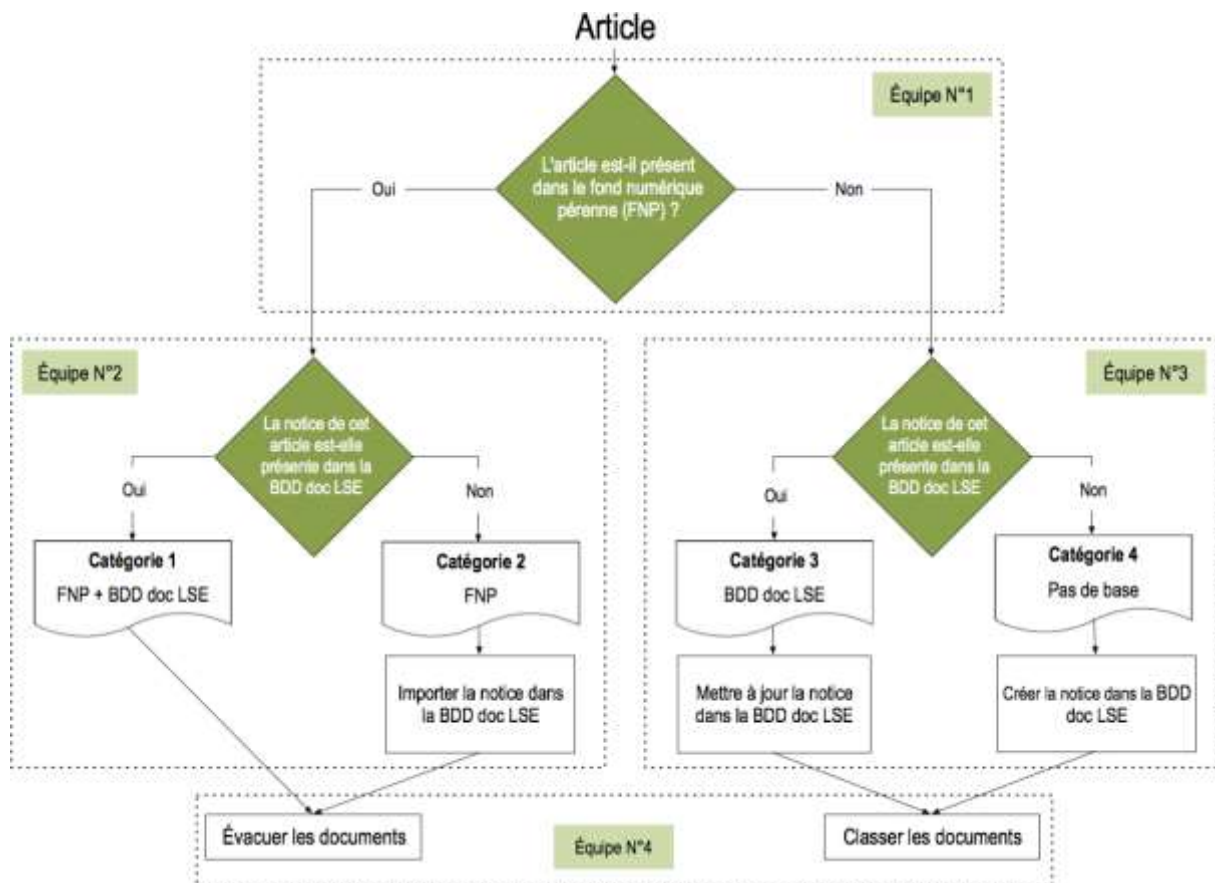 Article
Équipe N°1
L'article est-il présent
dans le fond numérique
pérenne (FNP) ?
Oui
Non
Équipe N°2
La notice de cet
article est-elle
présente dans la
BDD doc LSE
Oui
Non
Catégorie 1
FNP + BDD doc LSE
Catégorie 2
FNP
Importer la notice dans
la BDD doc LSE
Équipe N°3
La notice de cet
article est-elle
présente dans la
BDD doc LSE
Oui
Non
Catégorie 3
BDD doc LSE
Catégorie 4
Pas de base
Mettre à jour la notice
dans la BDD doc LSE
Créer la notice dans la BDD
doc LSE
Évacuer les documents
Équipe N°4
Classer les documents